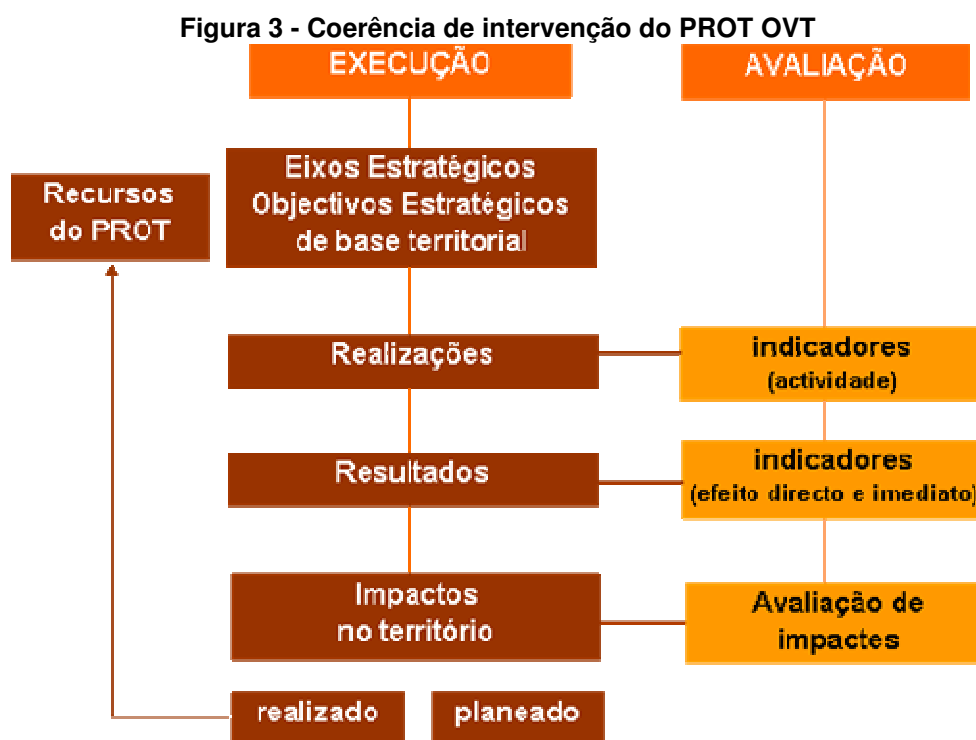 Figura 3 - Coerência de intervenção do PROT OVT
EXECUÇÃO
AVALIAÇÃO
Recursos
do PROT
Eixos Estratégicos
Objectivos Estratégicos
de base territorial
Realizações
indicadores
(actividade)
Resultados
indicadores
(efeito directo e imediato)
Impactos
no território
Avaliação de
impactes
realizado
planeado